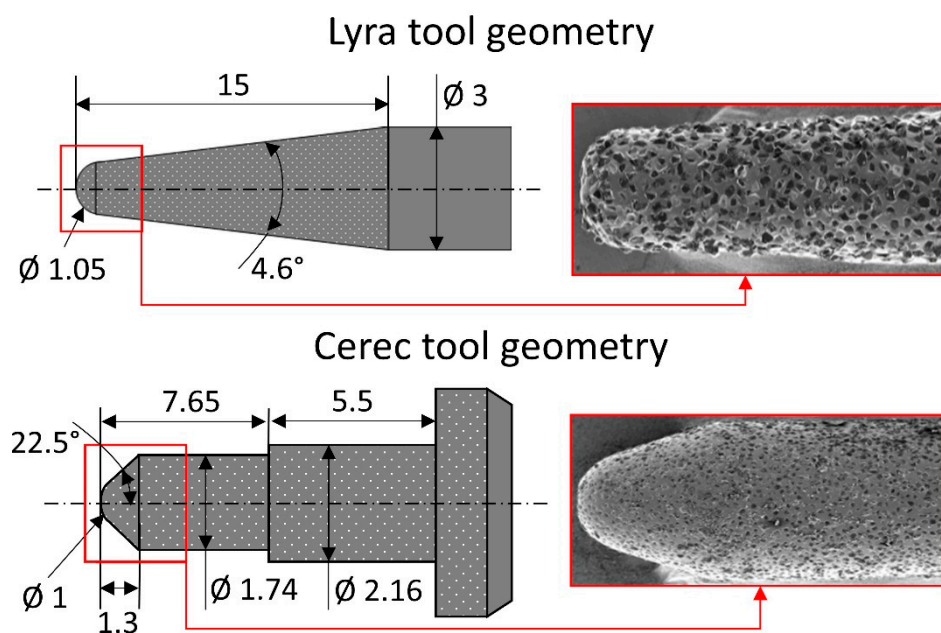 Lyra tool geometry
15
Ø 3
Ø 1.05
4.6°
Cerec tool geometry
7.65
5.5
22.5°
Ø 1
1.3
Ø 1.74
Ø 2.16